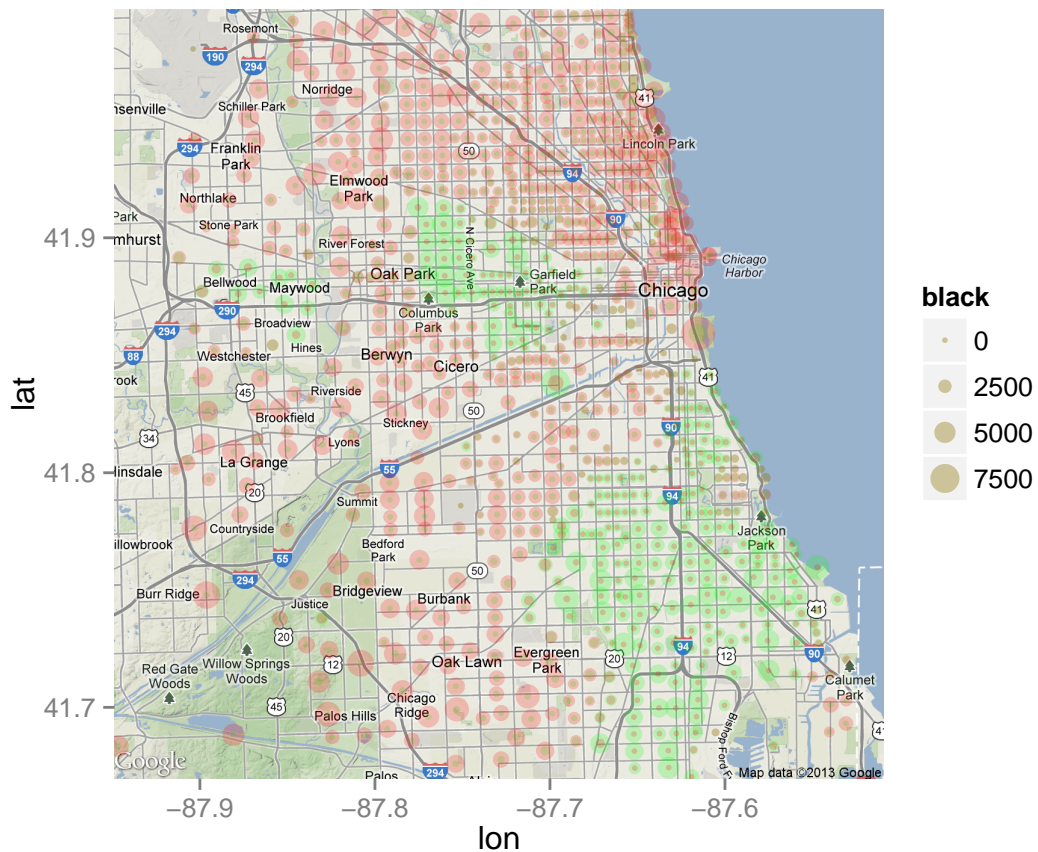 Rosemont
190
294
Norridge
nsenville
Schiller Park
41
Lincoln Park
294
Franklin
Park
50
94
Elmwood
Park
Northlake
Park
Stone Park
90
mhurst
River Forest
N Cicero Ave
Chicago
Harbor
Oak Park
Garfield
Park
Bellwood
Maywood
Chicago
290
Columbus
Park
294
Broadview
88
Westchester
Hines
Berwyn
Cicero
rook
41
45
Riverside
50
Brookfield
Stickney
34
Lyons
90
La Grange
55
linsdale
20
Summit
94
Countryside
Jackson
Park
illowbrook
Bedford
Park
55
294
50
Burr Ridge
Bridgeview
Justice
Burbank
41
20
94
90
Red Gate
Woods
Willow Springs
Woods
12
Oak Lawn
Evergreen
Park
20
12
Calumet
Park
45
Chicago
Ridge
Palos Hills
Bishop Ford
41
Google
Palos
294
Map data ©2013 Google
41.9
41.8
41.7
lat
−87.9
−87.8
−87.7
−87.6
lon
black
0
2500
5000
7500